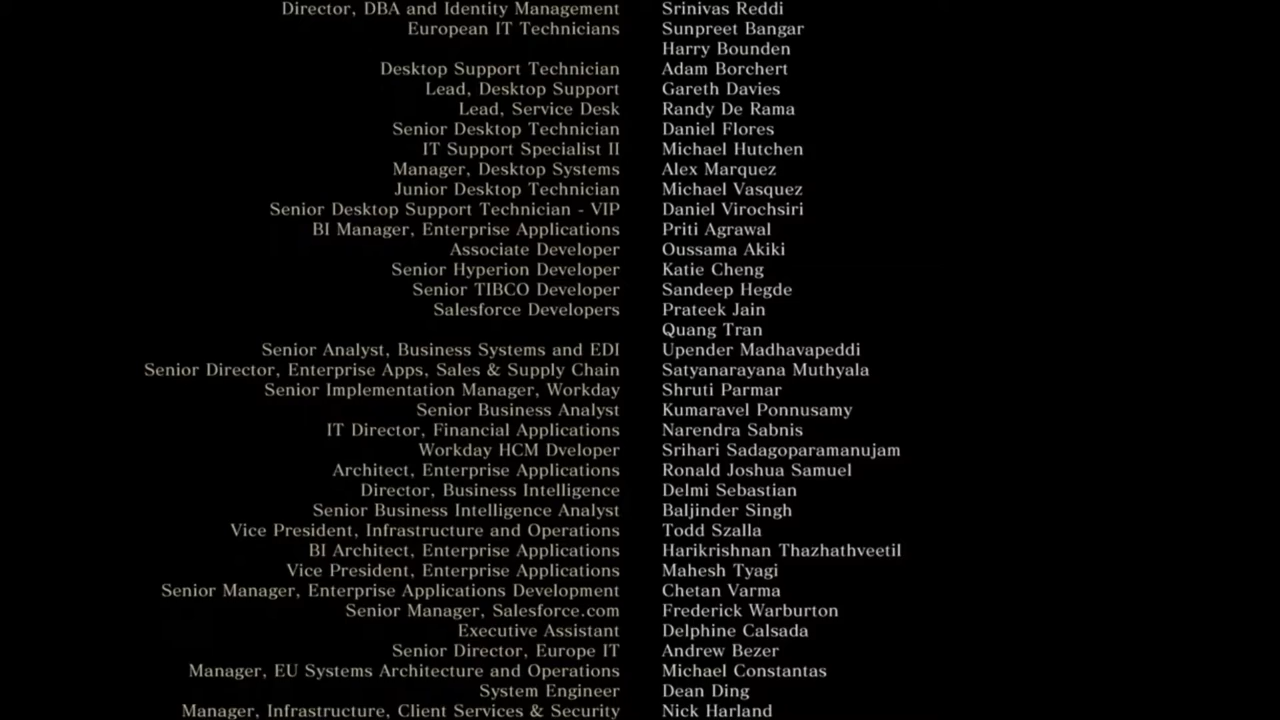 Director, DBA and Identity Management Srinivas Reddi
European IT Technicians Sunpreet Bangar
Harry Bounden
Desktop Support Technician Adam Borchert
Lead, Desktop Support Gareth Davies
Lead, Service Desk Randy De Rama
Senior Desktop Technician Daniel Flores
IT Support Specialist II Michael Hutchen
Manager, Desktop Systems Alex Marquez
Junior Desktop Technician Michael Vasquez
Senior Desktop Support Technician - VIP Daniel Virochsiri
BI Manager, Enterprise Applications Priti Agrawal
Associate Developer Oussama Akiki
Senior Hyperion Developer Katie Cheng
Senior TIBCO Developer Sandeep Hegde
Salesforce Developers Prateek Jain
Quang Tran
Senior Analyst, Business Systems and EDI Upender Madhavapeddi
Senior Director, Enterprise Apps, Sales & Supply Chain Satyanarayana Muthyala
Senior Implementation Manager, Workday Shruti Parmar
Senior Business Analyst Kumaravel Ponnusamy
IT Director, Financial Applications Narendra Sabnis
Workday HCM Dveloper Srihari Sadagoparamanujam
Architect, Enterprise Applications Ronald Joshua Samuel
Director, Business Intelligence Delmi Sebastian
Senior Business Intelligence Analyst Baljinder Singh
Vice President, Infrastructure and Operations Todd Szalla
BI Architect, Enterprise Applications Harikrishnan Thazhathveetil
Vice President, Enterprise Applications Mahesh Tyagi
Senior Manager, Enterprise Applications Development Chetan Varma
Senior Manager, Salesforce.com Frederick Warburton
Executive Assistant Delphine Calsada
Senior Director, Europe IT Andrew Bezer
Manager, EU Systems Architecture and Operations Michael Constantas
System Engineer Dean Ding
Manager, Infrastructure, Client Services & Security Nick Harland